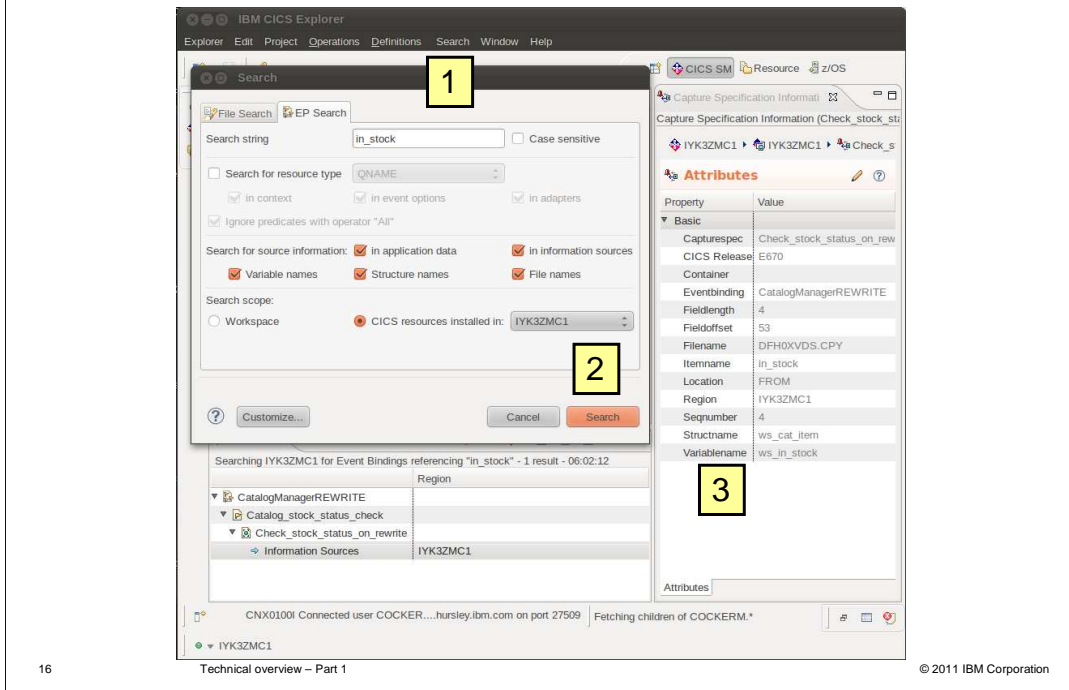 IBM CICS Explorer
Explorer Edit Project Operations Definitions Search Window Help
CICS SM Resource z/OS
Search
1
File Search EP Search
Search string in_stock Case sensitive
Search for resource type QNAME
in context in event options in adapters
Ignore predicates with operator "All"
Search for source information: in application data in information sources
Variable names Structure names File names
Search scope:
Workspace CICS resources installed in: IYK3ZMC1
2
Customize... Cancel Search
Capture Specification Informati
Capture Specification Information (Check_stock_sta
IYK3ZMC1 IYK3ZMC1 Check_s
Attributes
Property Value
Basic
Capturespec Check_stock_status_on_rew
CICS Release E670
Container
Eventbinding CatalogManagerREWRITE
Fieldlength 4
Fieldoffset 53
Filename DFH0XVDS.CPY
Itemname in_stock
Location FROM
Region IYK3ZMC1
Seqnumber 4
Structname ws_cat_item
Variablename ws_in_stock
3
Attributes
Searching IYK3ZMC1 for Event Bindings referencing "in_stock" - 1 result - 06:02:12
Region
CatalogManagerREWRITE
Catalog_stock_status_check
Check_stock_status_on_rewrite
Information Sources IYK3ZMC1
CNX0100I Connected user COCKER....hursley.ibm.com on port 27509 Fetching children of COCKERM.*
IYK3ZMC1
16 Technical overview – Part 1 © 2011 IBM Corporation